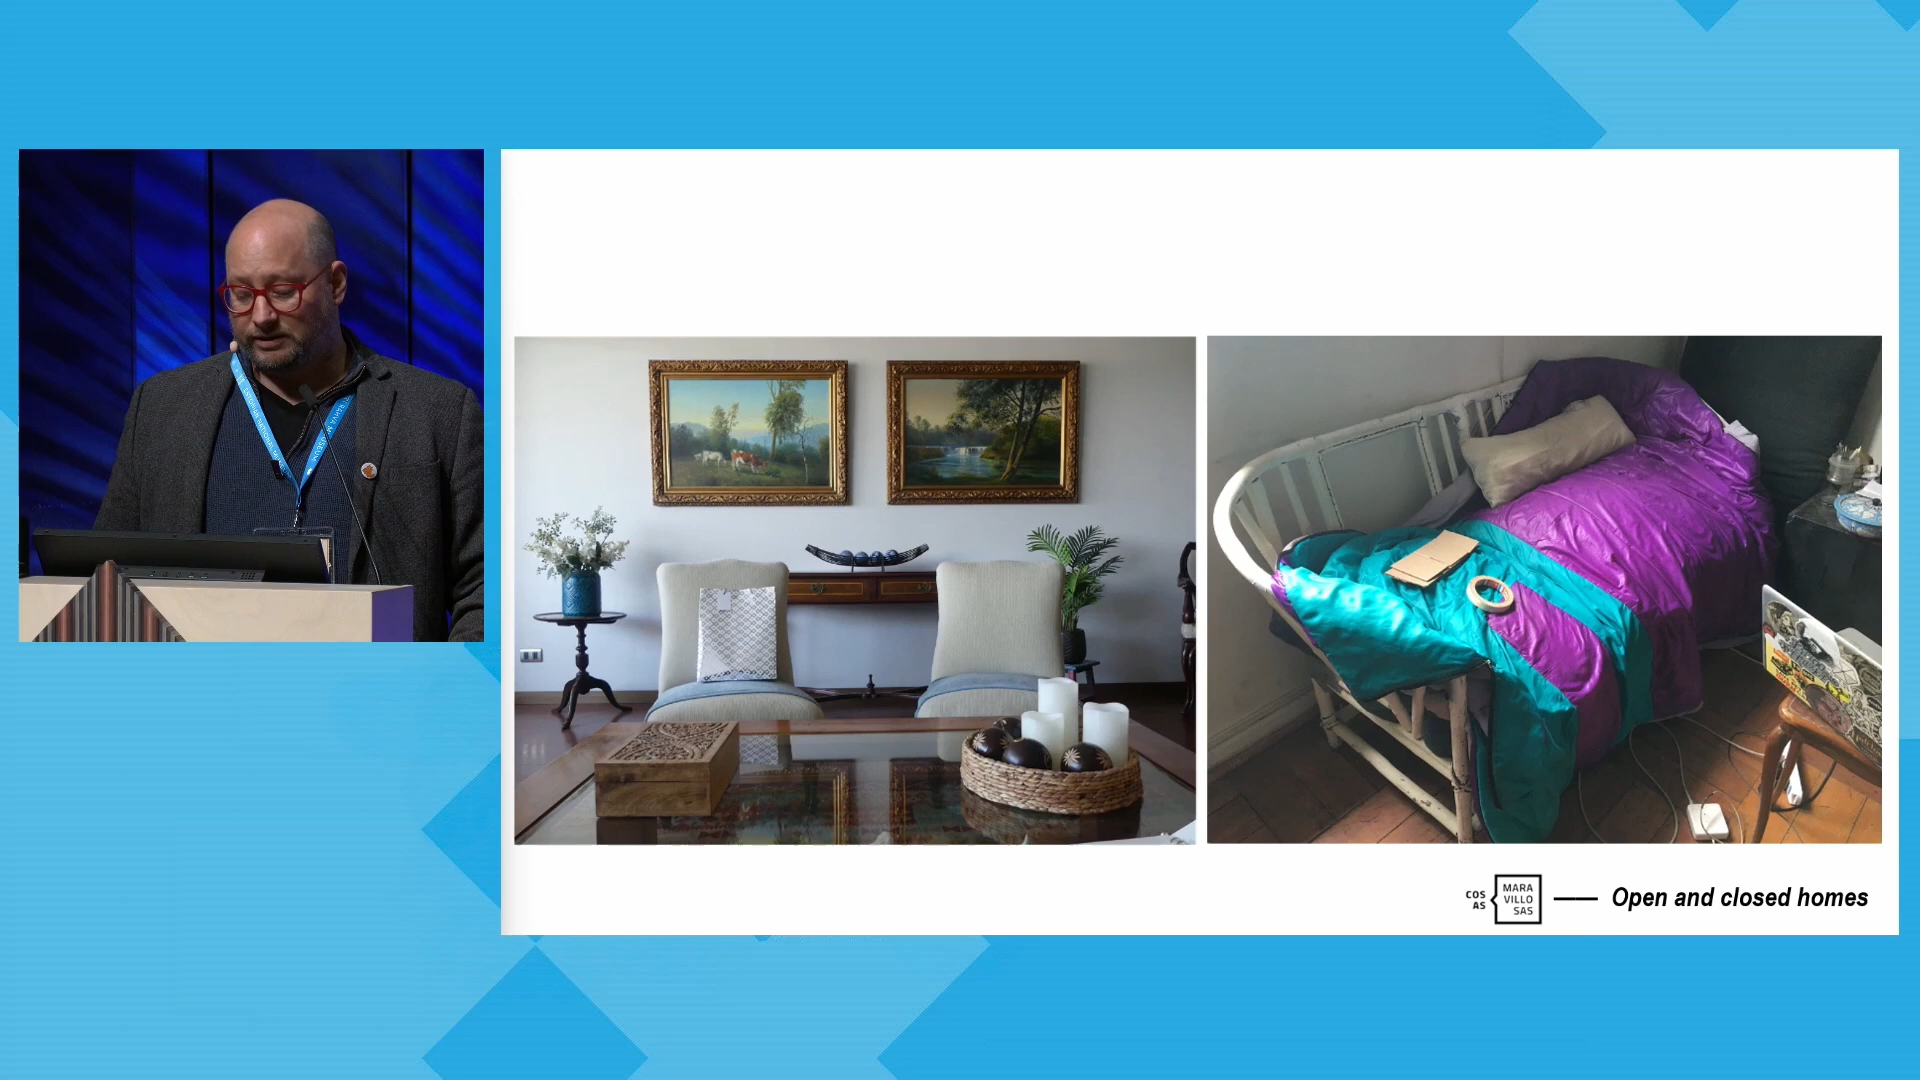 COS
AS
MARA
VILLO
SAS
Open and closed homes